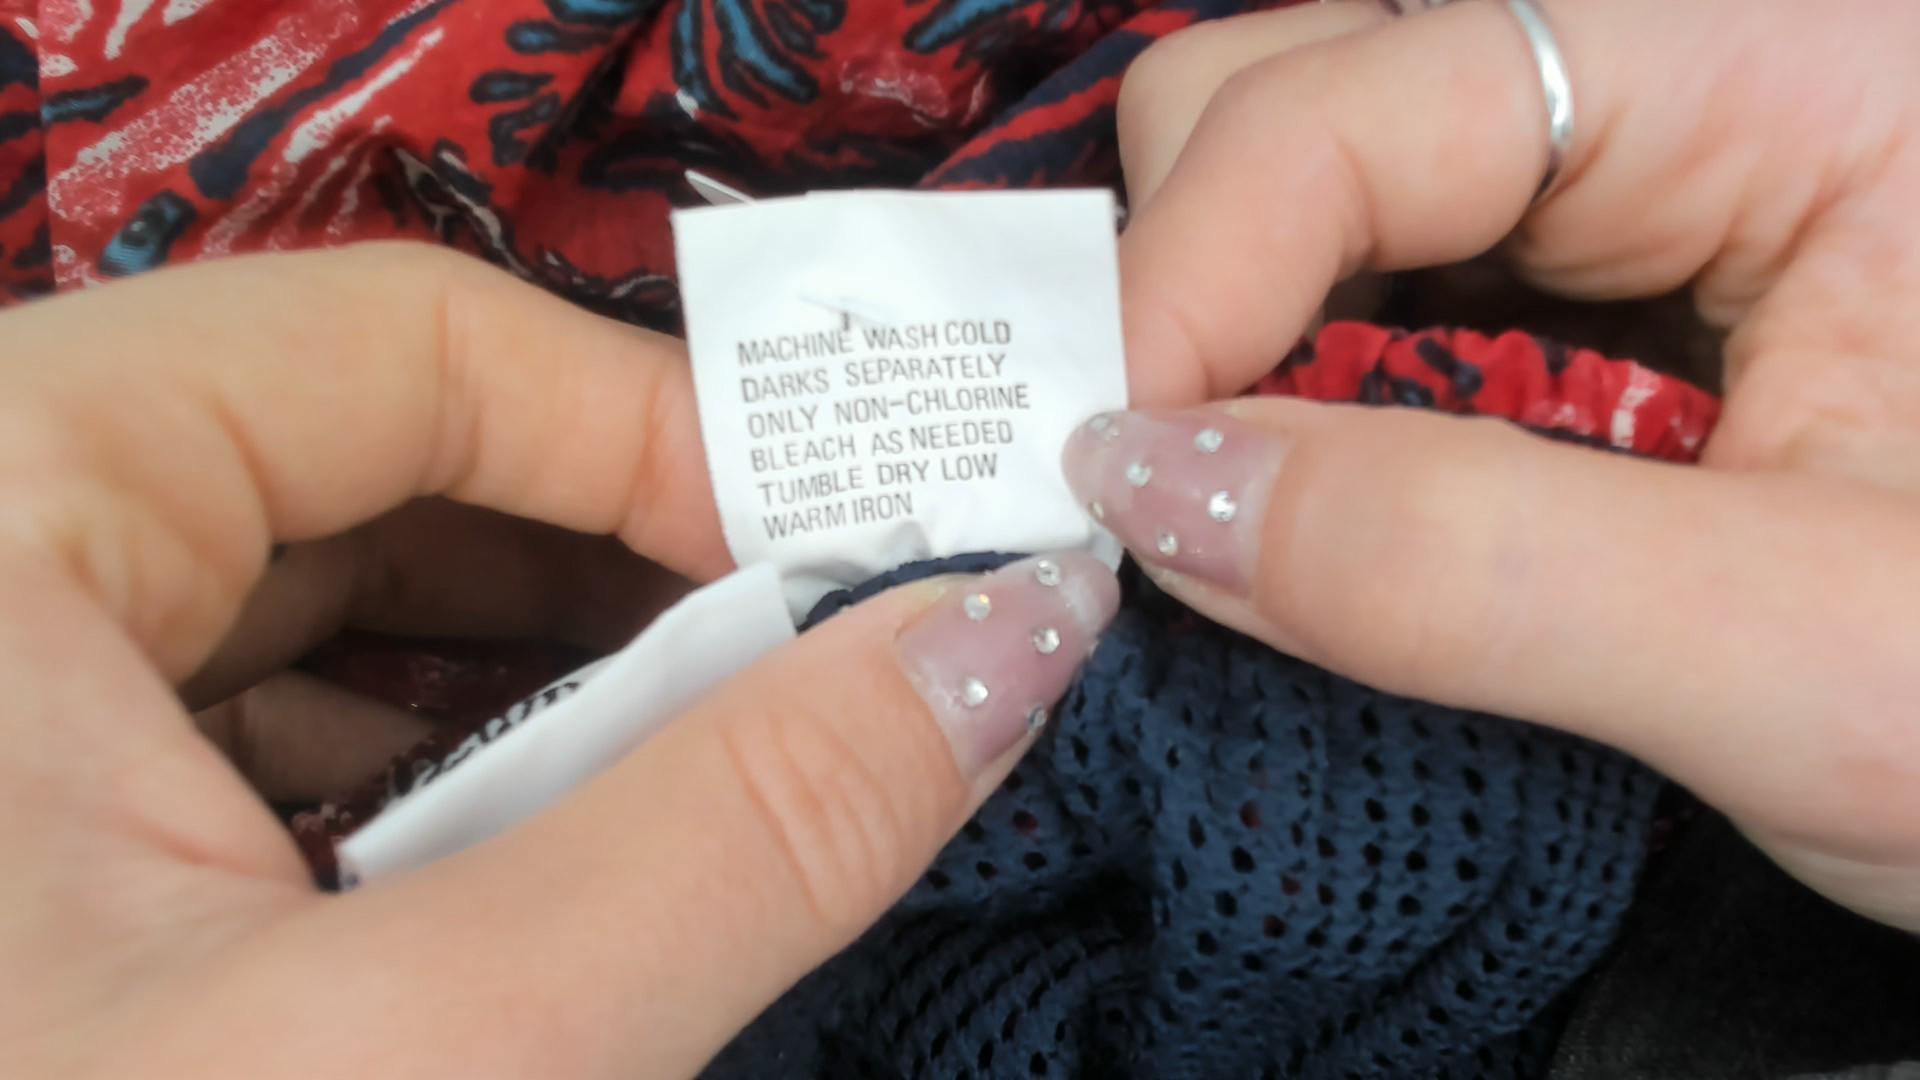 MACHINE WASH COLD
DARKS SEPARATELY
ONLY NON-CHLORINE
BLEACH AS NEEDED
TUMBLE DRY LOW
WARM IRON